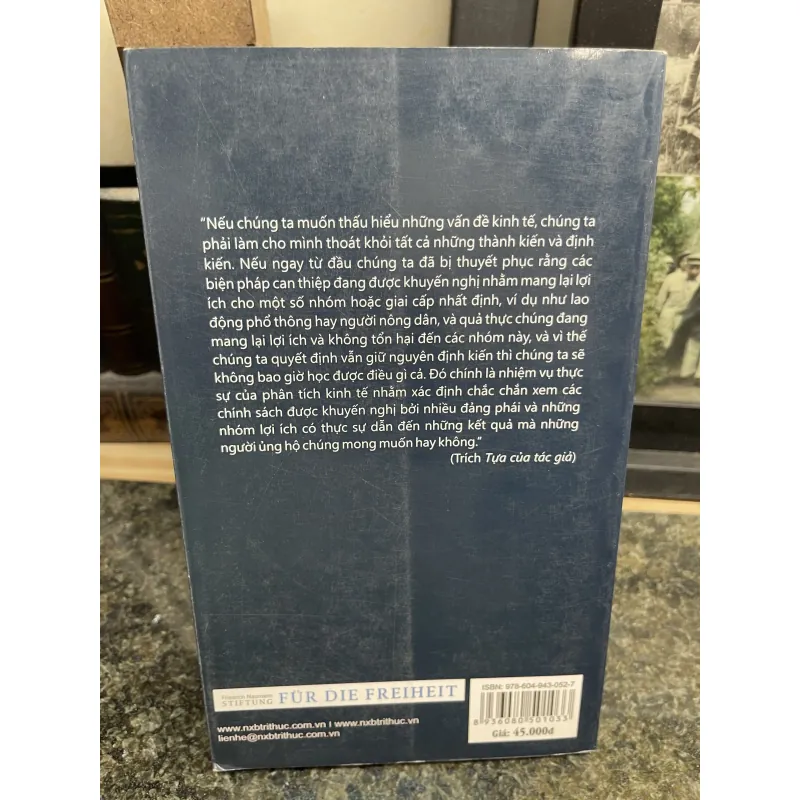 "Nếu chúng ta muốn thấu hiểu những vấn đề kinh tế, chúng ta
phải làm cho mình thoát khỏi tất cả những thành kiến và định
kiến. Nếu ngay từ đầu chúng ta đã bị thuyết phục rằng các
biện pháp can thiệp đang được khuyến nghị nhằm mang lại lợi
ích cho một số nhóm hoặc giai cấp nhất định, ví dụ như lao
động phổ thông hay người nông dân, và quả thực chúng đang
mang lại lợi ích và không tổn hại đến các nhóm này, và vì thế
chúng ta quyết định vẫn giữ nguyên định kiến thì chúng ta sẽ
không bao giờ học được điều gì cả. Đó chính là nhiệm vụ thực
sự của phân tích kinh tế nhằm xác định chắc chắn xem các
chính sách được khuyến nghị bởi nhiều đảng phái và những
nhóm lợi ích có thực sự dẫn đến những kết quả mà những
người ủng hộ chúng mong muốn hay không."
(Trích Tựa của tác giả)
Friedrich Naumann
STIFTUNG FÜR DIE FREIHEIT
www.nxbtrithuc.com.vn I www.nxbtrithuc.vn
lienhe@nxbtrithuc.com.vn
ISBN: 978-604-943-052-7
8 936080 501033
Giá: 45.000đ